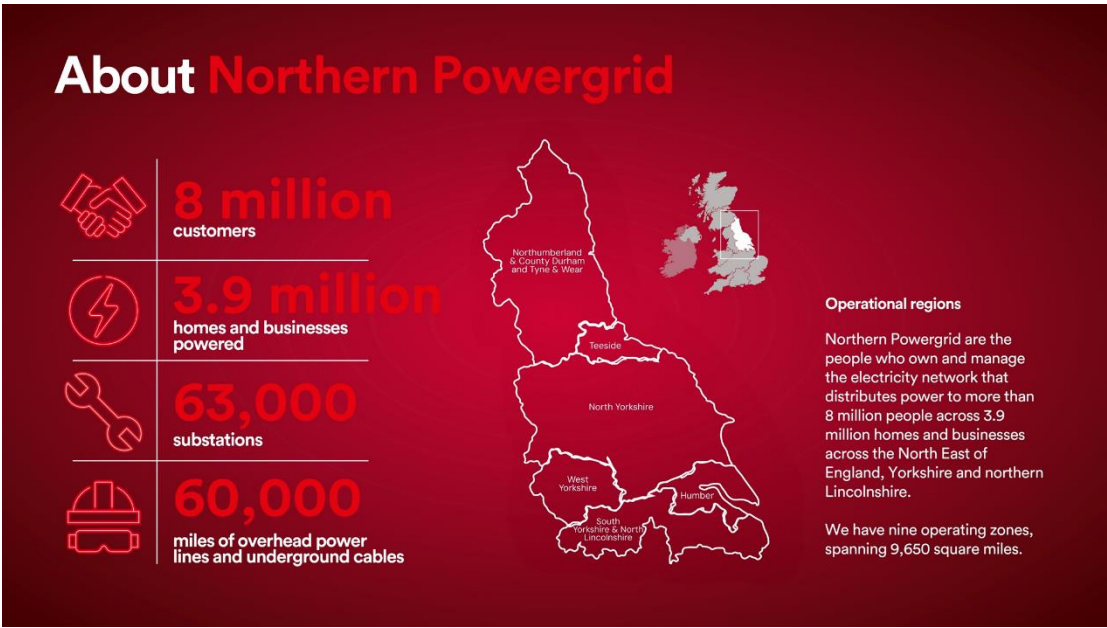 About Northern Powergrid
8 million
customers
3.9 million
homes and businesses
powered
63,000
substations
60,000
miles of overhead power
lines and underground cables
Northumberland
& County Durham
and Tyne & Wear
Teeside
North Yorkshire
West
Yorkshire
Humber
South
Yorkshire & North
Lincolnshire
Operational regions
Northern Powergrid are the
people who own and manage
the electricity network that
distributes power to more than
8 million people across 3.9
million homes and businesses
across the North East of
England, Yorkshire and northern
Lincolnshire.
We have nine operating zones,
spanning 9,650 square miles.